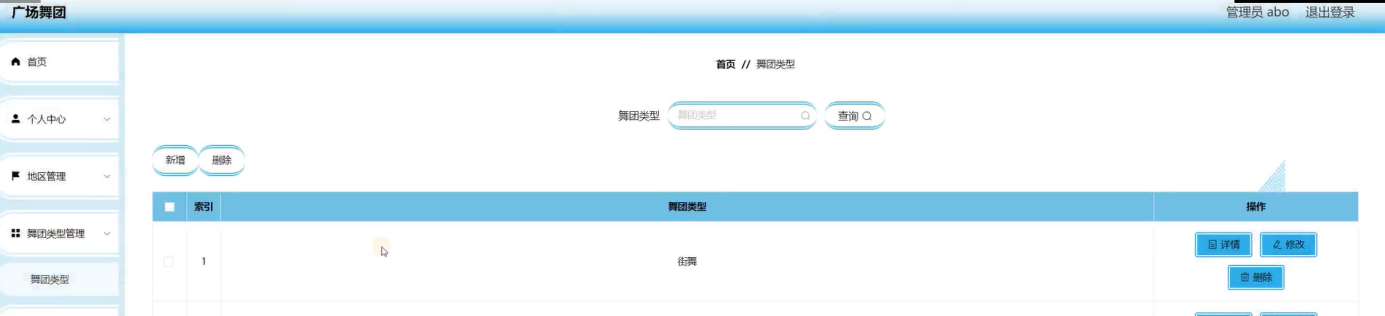 广场舞团
管理员 abo 退出登录
首页
个人中心
地区管理
舞团类型管理
舞团类型
首页 // 舞团类型
舞团类型 舞团类型 查询
新增 删除
索引 舞团类型 操作
1 街舞 详情 修改
删除